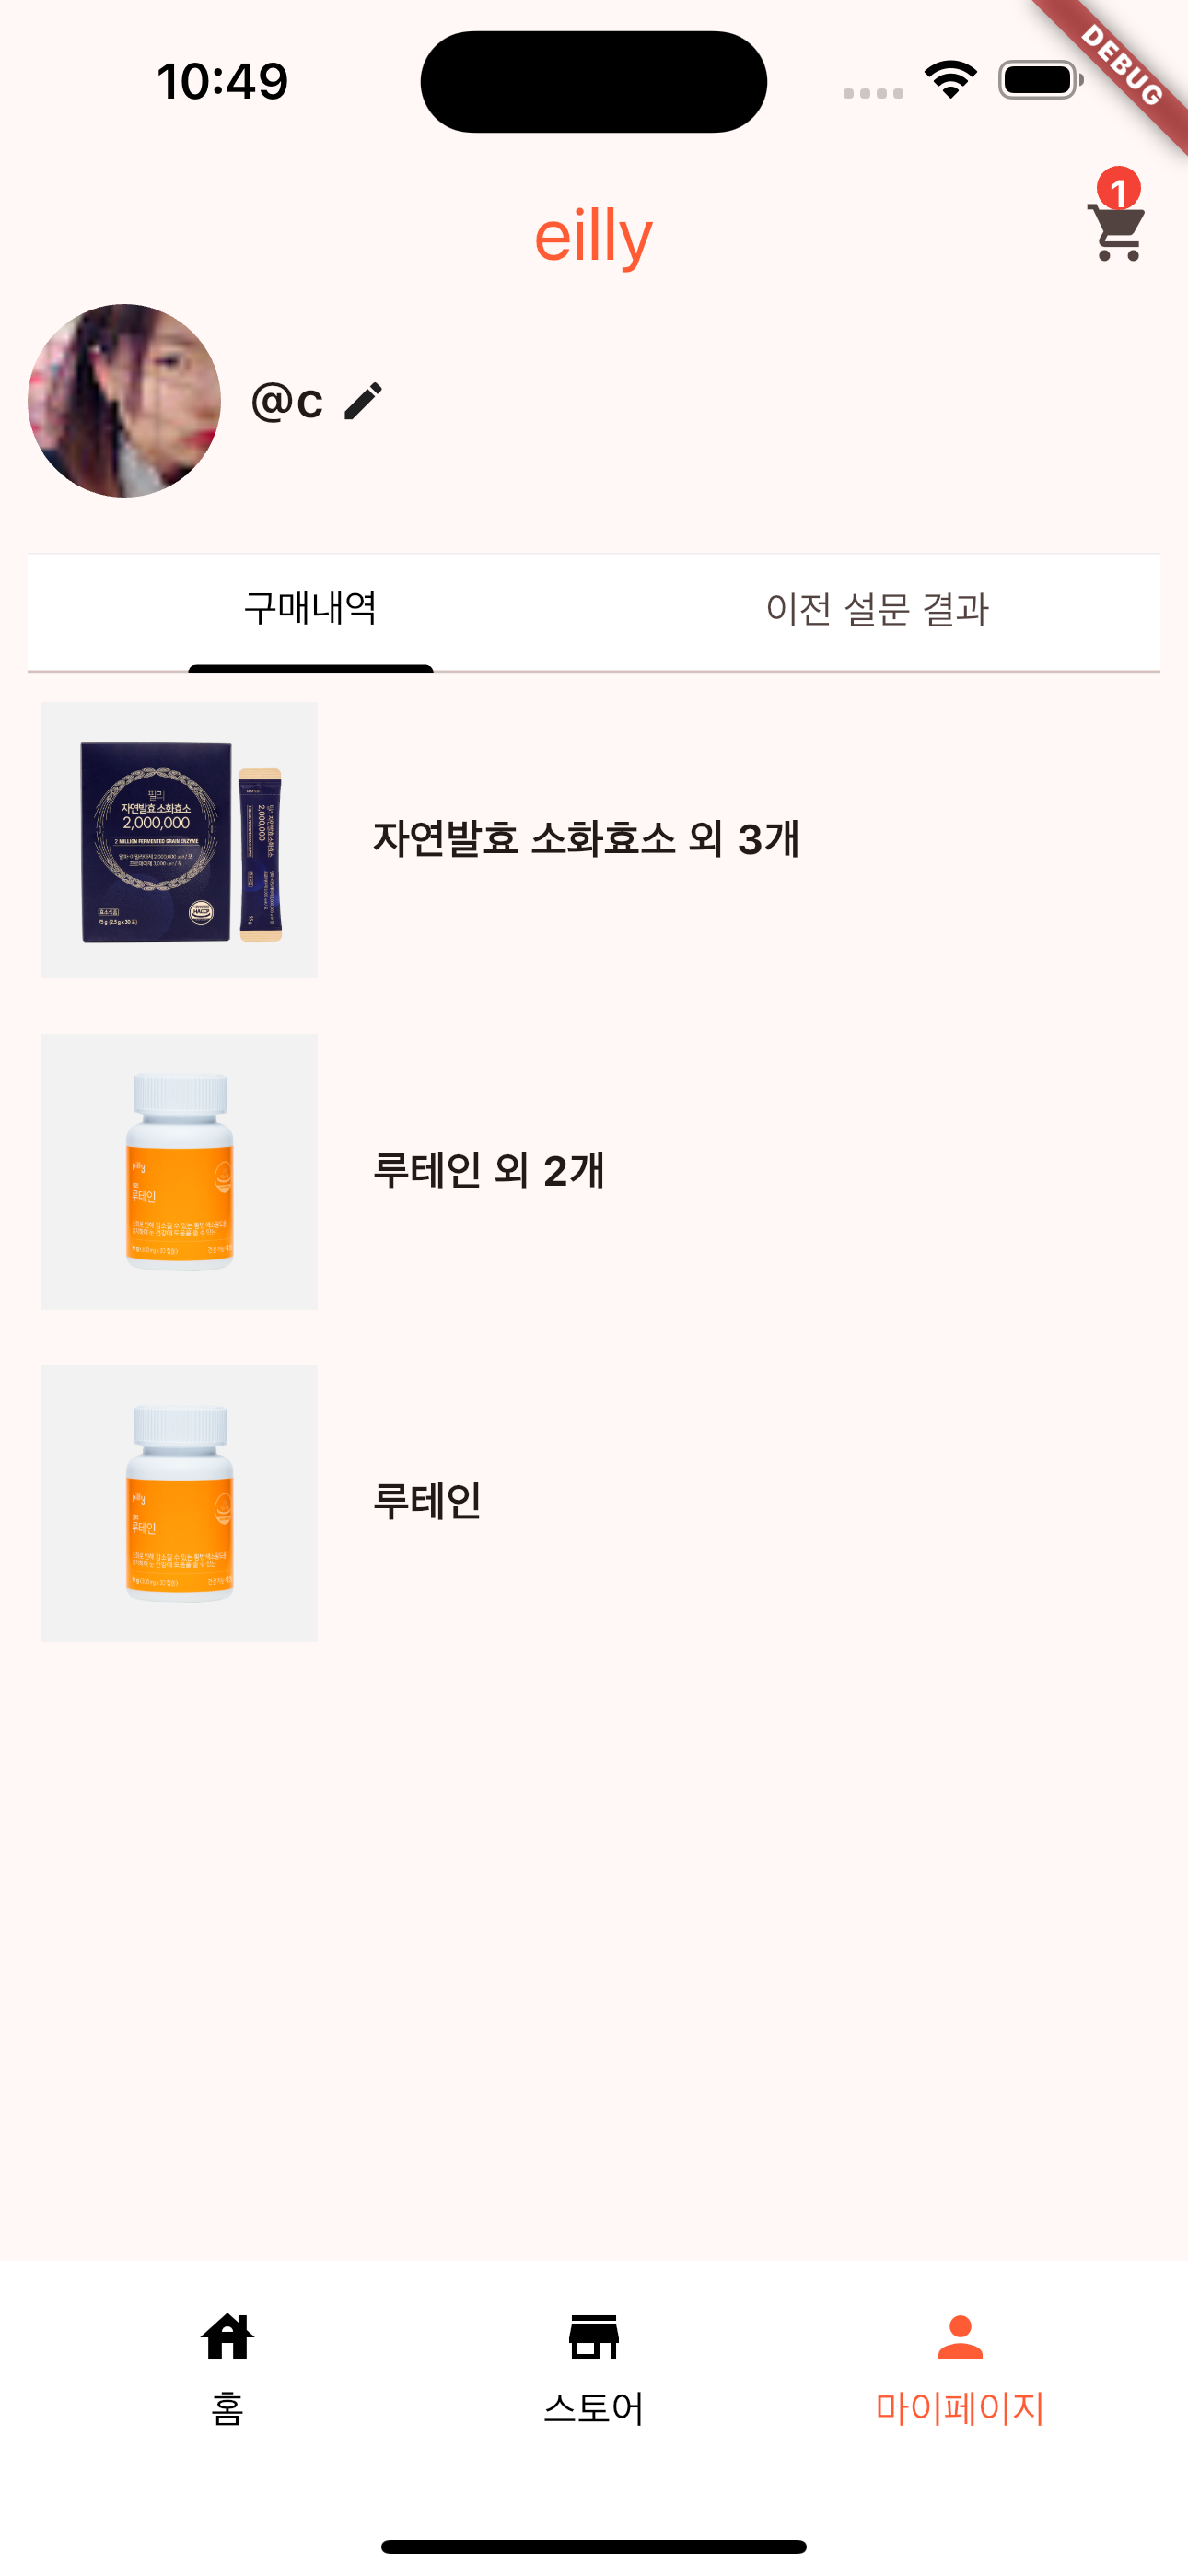 10:49
DEBUG
1
eilly
@c
구매내역
이전 설문 결과
필리
자연발효 소화효소
2,000,000
2 MILLION FERMENTED GRAIN ENZYME
HACCP
자연발효 소화효소 외 3개
pilly
루테인
루테인 외 2개
pilly
루테인
루테인
홈
스토어
마이페이지